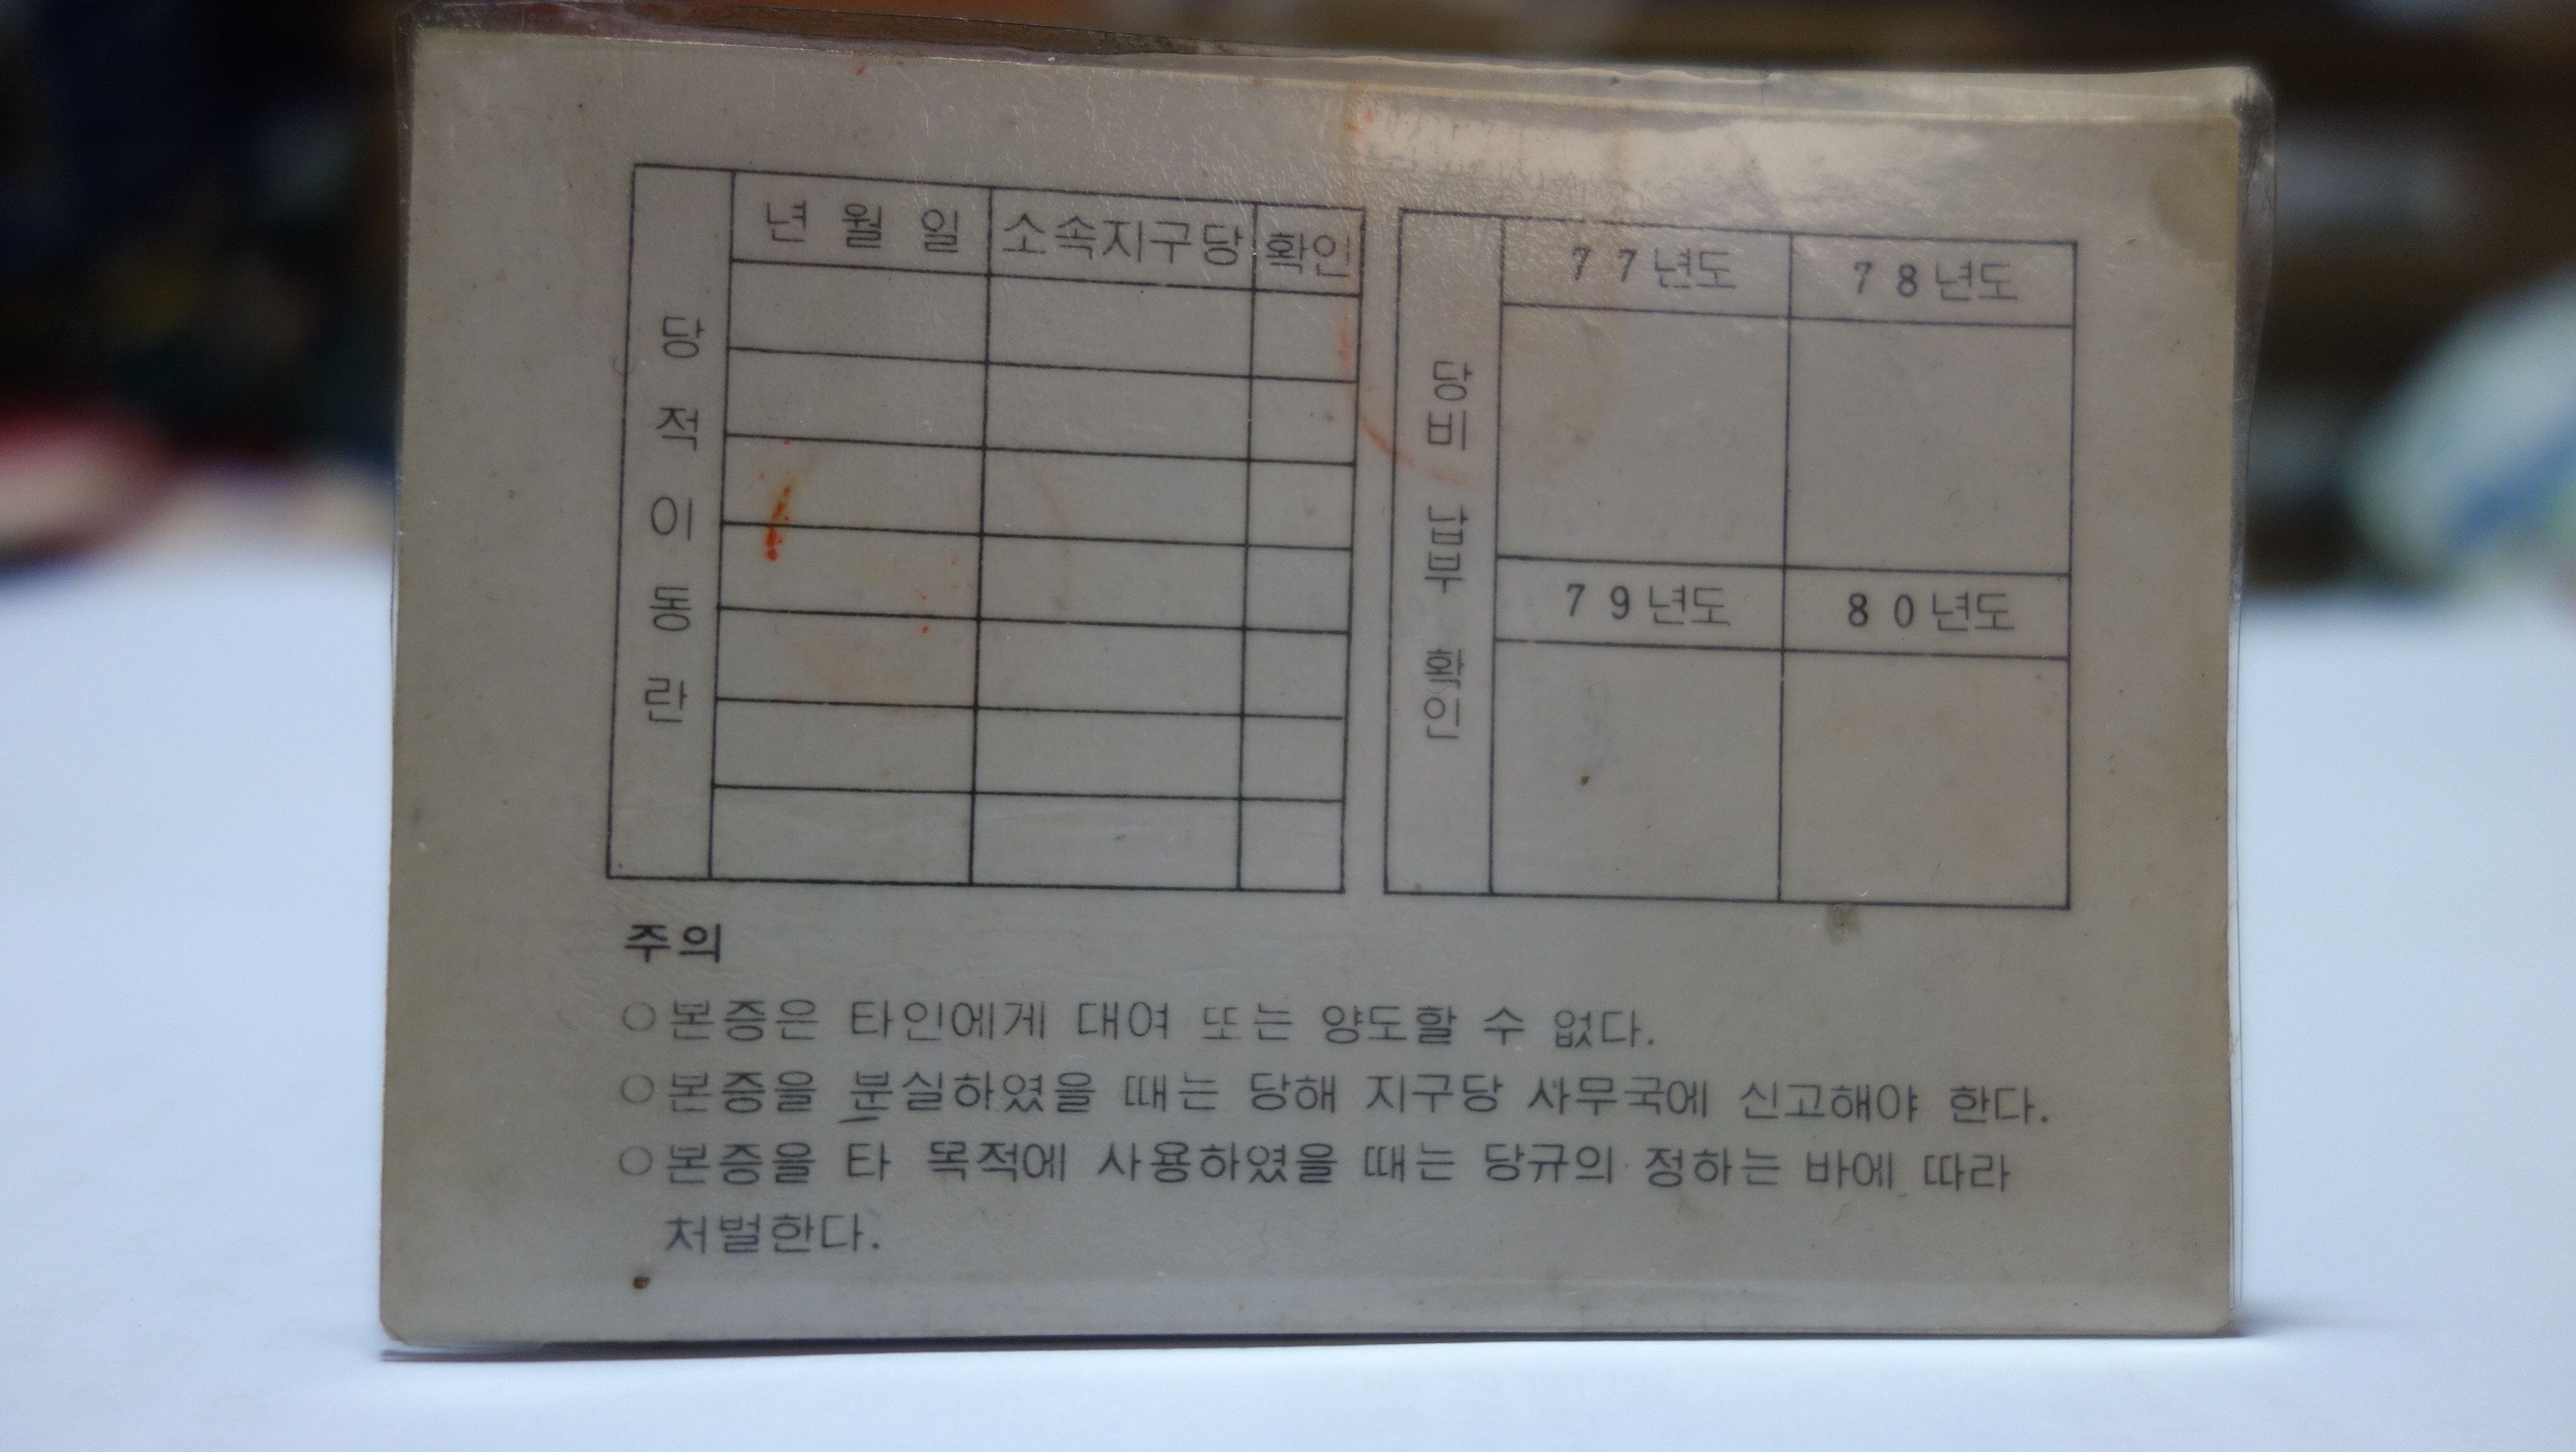 당적이동란
년 월 일 소속지구당 확인
당비 납부 확인
77년도 78년도
79년도 80년도
주의
○본증은 타인에게 대여 또는 양도할 수 없다.
○본증을 분실하였을 때는 당해 지구당 사무국에 신고해야 한다.
○본증을 타 목적에 사용하였을 때는 당규의 정하는 바에 따라
처벌한다.